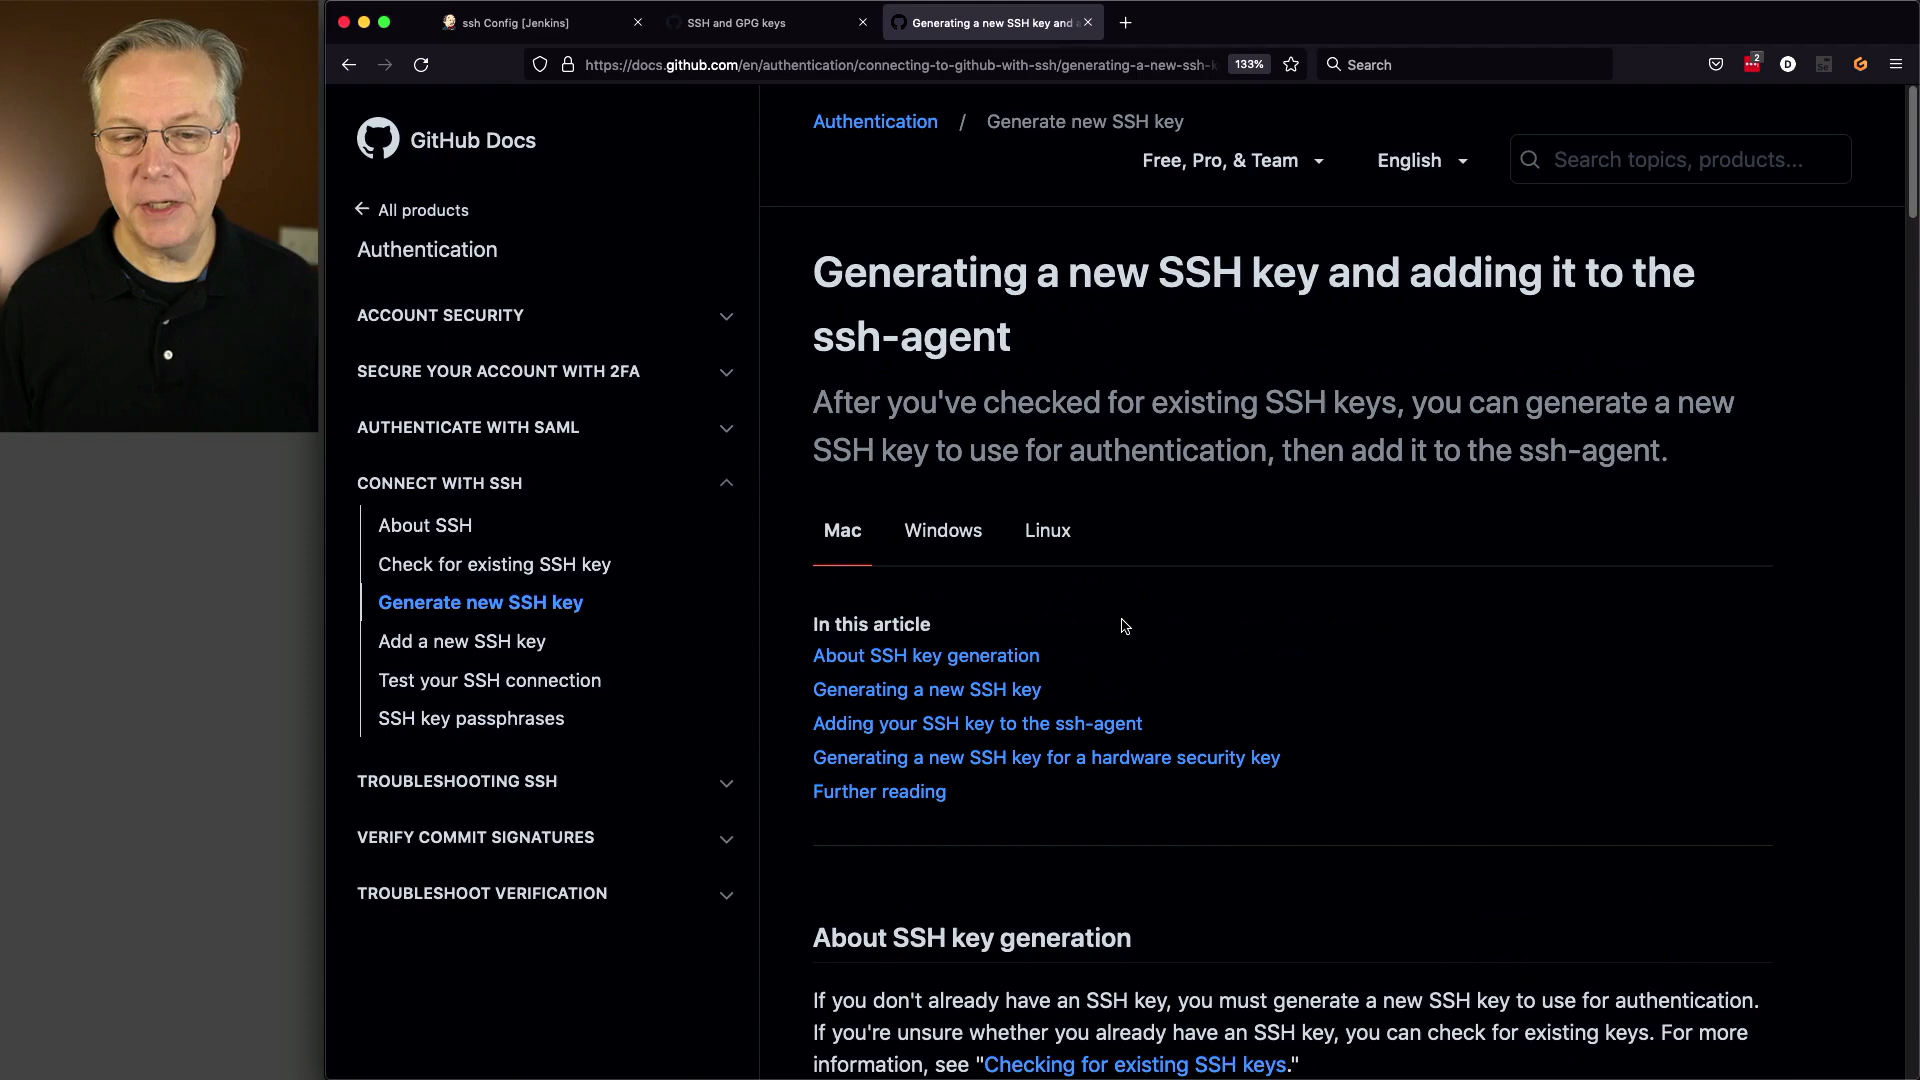 ssh Config [Jenkins]
SSH and GPG keys
Generating a new SSH key and a
https://docs.github.com/en/authentication/connecting-to-github-with-ssh/generating-a-new-ssh-k
133%
Search
2
D
Se
GitHub Docs
All products
Authentication
ACCOUNT SECURITY
SECURE YOUR ACCOUNT WITH 2FA
AUTHENTICATE WITH SAML
CONNECT WITH SSH
About SSH
Check for existing SSH key
Generate new SSH key
Add a new SSH key
Test your SSH connection
SSH key passphrases
TROUBLESHOOTING SSH
VERIFY COMMIT SIGNATURES
TROUBLESHOOT VERIFICATION
Authentication / Generate new SSH key
Free, Pro, & Team English Search topics, products...
Generating a new SSH key and adding it to the
ssh-agent
After you've checked for existing SSH keys, you can generate a new
SSH key to use for authentication, then add it to the ssh-agent.
Mac Windows Linux
In this article
About SSH key generation
Generating a new SSH key
Adding your SSH key to the ssh-agent
Generating a new SSH key for a hardware security key
Further reading
About SSH key generation
If you don't already have an SSH key, you must generate a new SSH key to use for authentication.
If you're unsure whether you already have an SSH key, you can check for existing keys. For more
information, see "Checking for existing SSH keys."